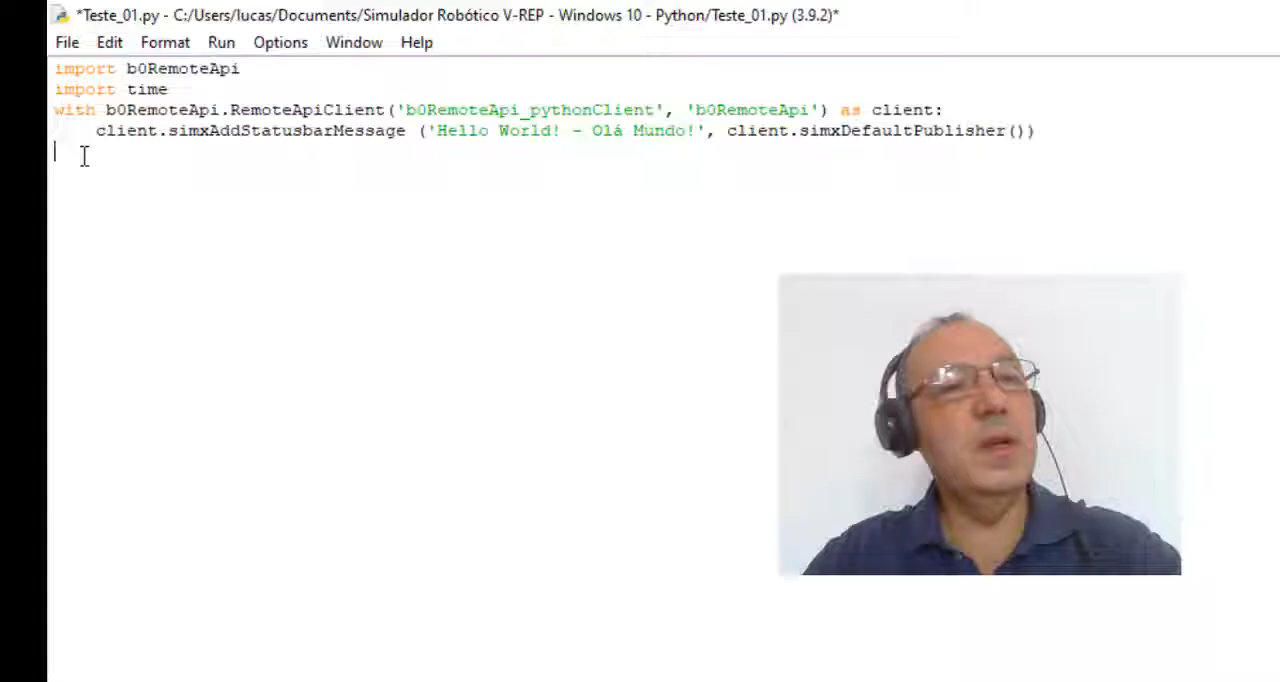 *Teste_01.py - C:/Users/lucas/Documents/Simulador Robótico V-REP - Windows 10 - Python/Teste_01.py (3.9.2)*
File Edit Format Run Options Window Help
import b0RemoteApi
import time
with b0RemoteApi.RemoteApiClient('b0RemoteApi_pythonClient', 'b0RemoteApi') as client:
    client.simxAddStatusbarMessage ('Hello World! - Olá Mundo!', client.simxDefaultPublisher())